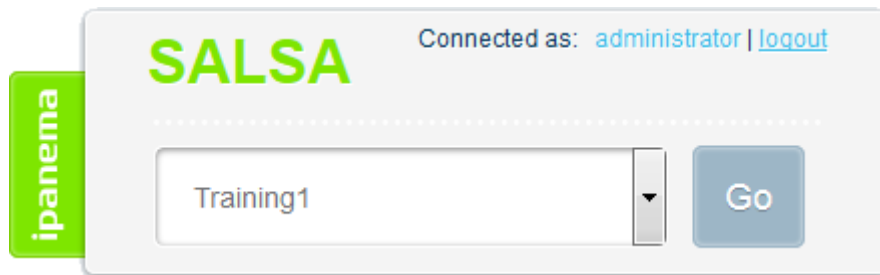 SALSA
Connected as: administrator | logout
ipanema
Training1
Go